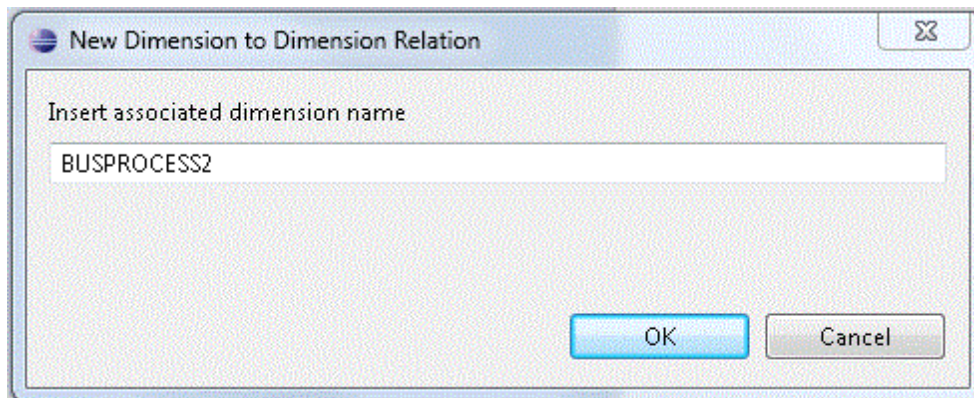 New Dimension to Dimension Relation
Insert associated dimension name
BUSPROCESS2
OK Cancel